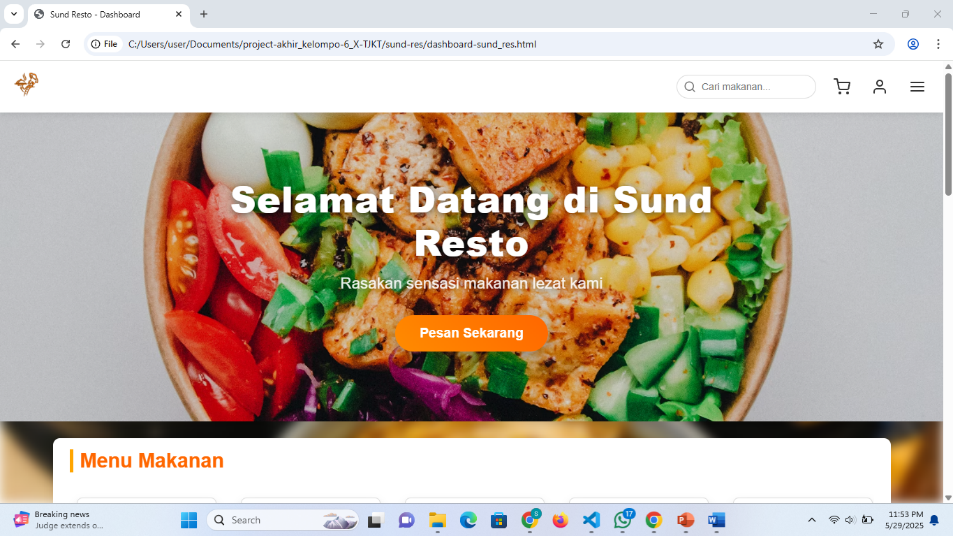 Sund Resto - Dashboard
File
C:/Users/user/Documents/project-akhir_kelompo-6_X-TJKT/sund-res/dashboard-sund_res.html
Cari makanan...
Selamat Datang di Sund
Resto
Rasakan sensasi makanan lezat kami
Pesan Sekarang
Menu Makanan
Breaking news
Judge extends o...
Search
6
17
11:53 PM
5/29/2025